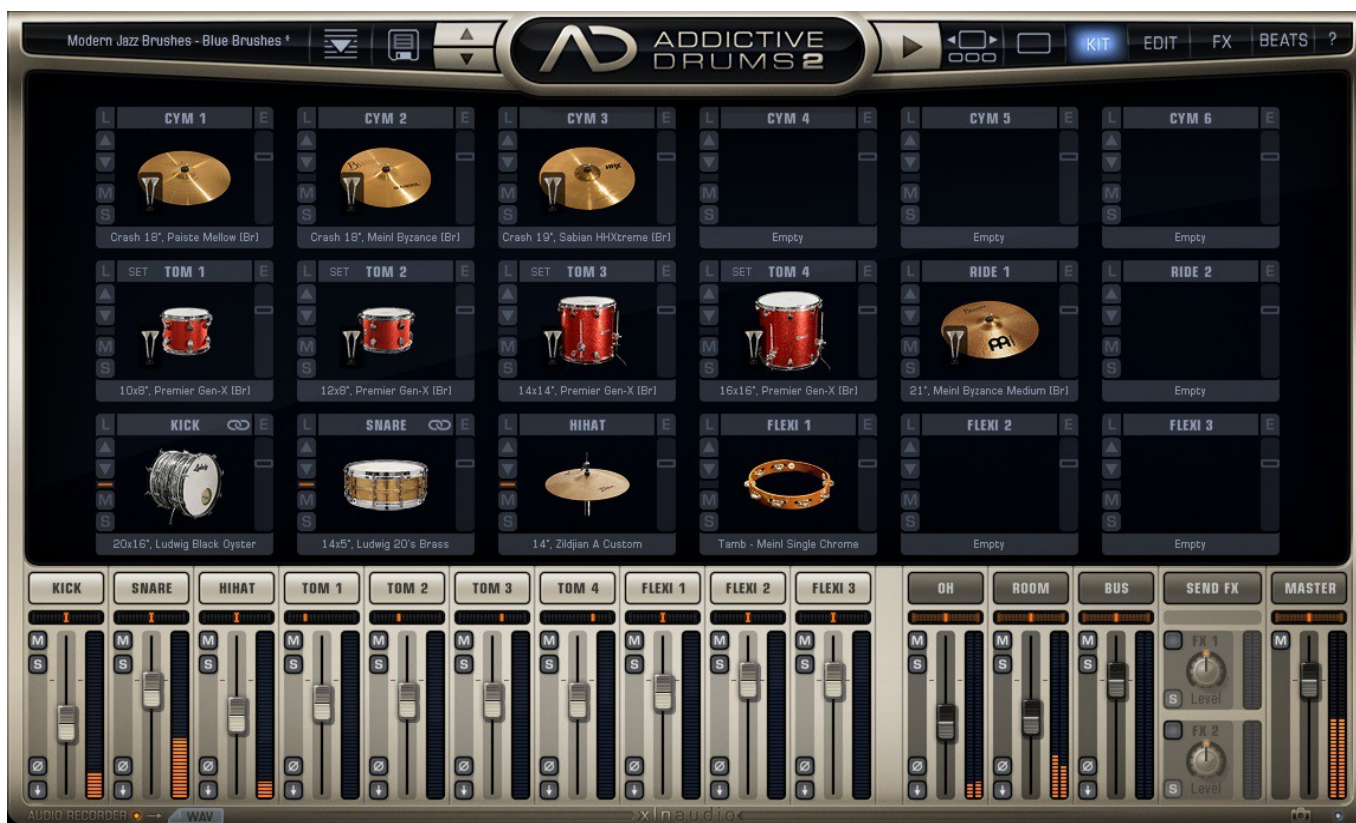 Modern Jazz Brushes - Blue Brushes *
ADDICTIVE
DRUMS 2
KIT EDIT FX BEATS ?
L CYM 1 E L CYM 2 E L CYM 3 E L CYM 4 E L CYM 5 E L CYM 6 E
M M M M M M
S S S S S S
Crash 18", Paiste Mellow [Br] Crash 18", Meinl Byzance [Br] Crash 19", Sabian HHXtreme [Br] Empty Empty Empty
L SET TOM 1 E L SET TOM 2 E L SET TOM 3 E L SET TOM 4 E L RIDE 1 E L RIDE 2 E
M M M M M M
S S S S S S
10x8", Premier Gen-X [Br] 12x8", Premier Gen-X [Br] 14x14", Premier Gen-X [Br] 16x16", Premier Gen-X [Br] 21", Meinl Byzance Medium [Br] Empty
L KICK E L SNARE E L HIHAT E L FLEXI 1 E L FLEXI 2 E L FLEXI 3 E
M M M M M M
S S S S S S
20x16", Ludwig Black Oyster 14x5", Ludwig 20's Brass 14", Zildjian A Custom Tamb - Meinl Single Chrome Empty Empty
KICK SNARE HIHAT TOM 1 TOM 2 TOM 3 TOM 4 FLEXI 1 FLEXI 2 FLEXI 3 OH ROOM BUS SEND FX MASTER
M M M M M M M M M M M M M FX 1 M
S S S S S S S S S S S S
S Level
FX 2
S Level
AUDIO RECORDER WAV xlnaudio